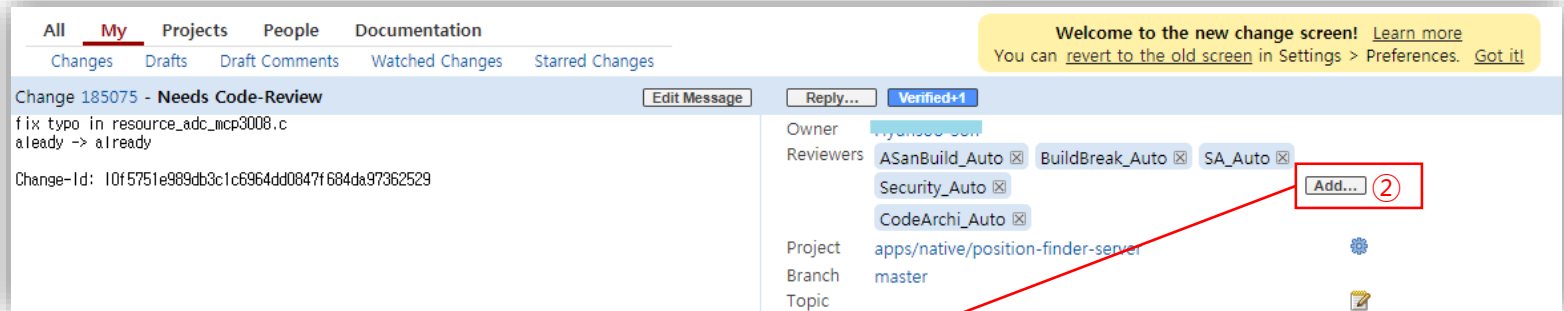 All My Projects People Documentation
Changes Drafts Draft Comments Watched Changes Starred Changes
Welcome to the new change screen! Learn more
You can revert to the old screen in Settings > Preferences. Got it!
Change 185075 - Needs Code-Review
Edit Message
Reply... Verified+1
fix typo in resource_adc_mcp3008.c
aleady -> already
Change-Id: I0f5751e989db3c1c6964dd0847f684da97362529
Owner
Reviewers ASanBuild_Auto BuildBreak_Auto SA_Auto
Security_Auto
Add... ②
CodeArchi_Auto
Project apps/native/position-finder-server
Branch master
Topic